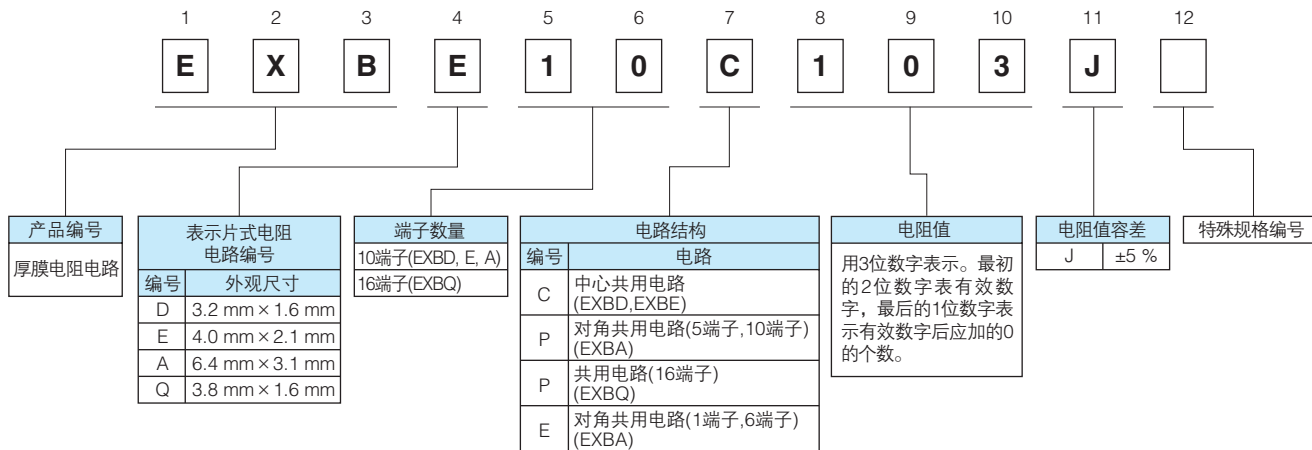 1 2 3 4 5 6 7 8 9 10 11 12
E X B E 1 0 C 1 0 3 J
产品编号
厚膜电阻电路
表示片式电阻
电路编号
编号 外观尺寸
D 3.2 mm × 1.6 mm
E 4.0 mm × 2.1 mm
A 6.4 mm × 3.1 mm
Q 3.8 mm × 1.6 mm
端子数量
10端子(EXBD, E, A)
16端子(EXBQ)
电路结构
编号 电路
C 中心共用电路
(EXBD,EXBE)
P 对角共用电路(5端子,10端子)
(EXBA)
P 共用电路(16端子)
(EXBQ)
E 对角共用电路(1端子,6端子)
(EXBA)
电阻值
用3位数字表示。最初
的2位数字表有效数
字，最后的1位数字表
示有效数字后应加的0
的个数。
电阻值容差
J ±5 %
特殊规格编号